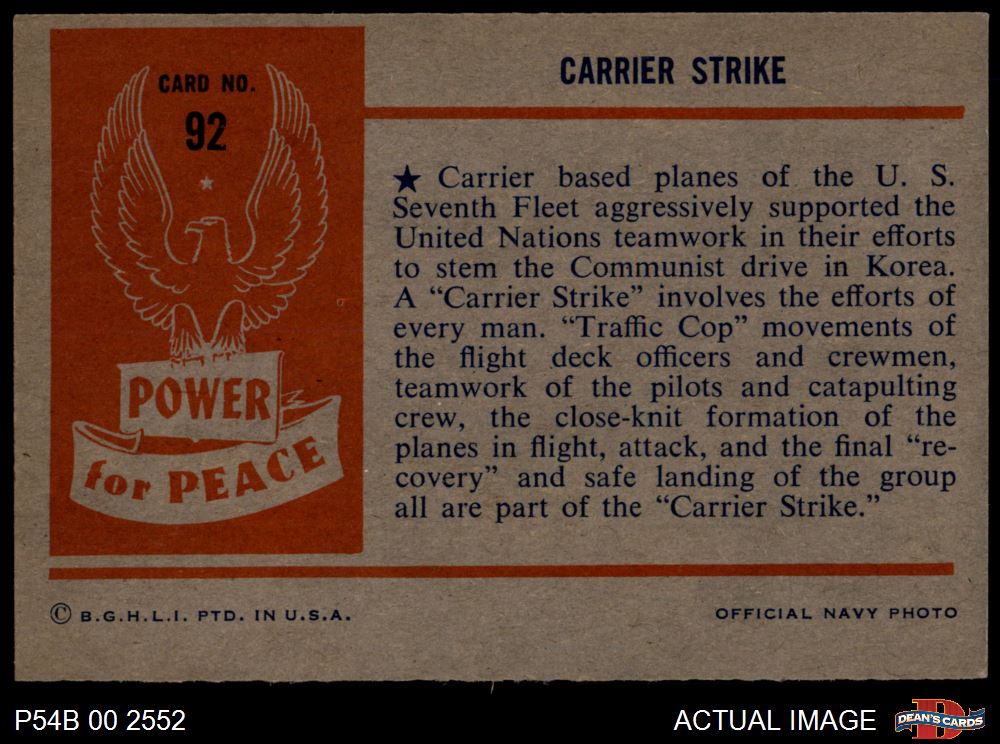 CARD NO.
92
POWER
for PEACE
CARRIER STRIKE
★ Carrier based planes of the U. S.
Seventh Fleet aggressively supported the
United Nations teamwork in their efforts
to stem the Communist drive in Korea.
A “Carrier Strike” involves the efforts of
every man. “Traffic Cop” movements of
the flight deck officers and crewmen,
teamwork of the pilots and catapulting
crew, the close-knit formation of the
planes in flight, attack, and the final “re-
covery” and safe landing of the group
all are part of the “Carrier Strike.”
© B.G.H.L.I. PTD. IN U.S.A.
OFFICIAL NAVY PHOTO
P54B 00 2552
ACTUAL IMAGE
D
DEAN'S CARDS